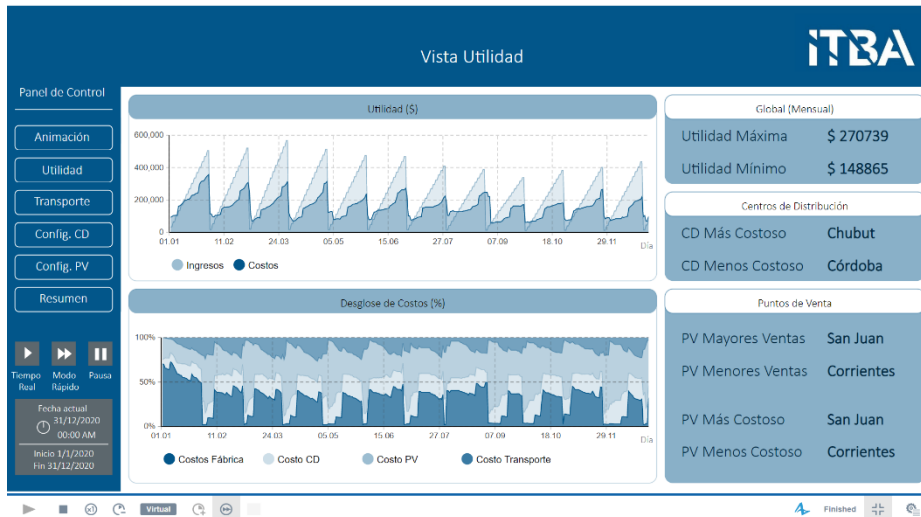 Vista Utilidad
iTBA
Panel de Control
Animación
Utilidad
Transporte
Config. CD
Config. PV
Resumen
Tiempo Real
Modo Rápido
Pausa
Fecha actual
31/12/2020
00:00 AM
Inicio 1/1/2020
Fin 31/12/2020
Utilidad ($)
600,000
400,000
200,000
0
01.01 11.02 24.03 05.05 15.06 27.07 07.09 18.10 29.11 Día
Ingresos Costos
Desglose de Costos (%)
100%
50%
0%
01.01 11.02 24.03 05.05 15.06 27.07 07.09 18.10 29.11 Día
Costos Fábrica Costo CD Costo PV Costo Transporte
Global (Mensual)
Utilidad Máxima $ 270739
Utilidad Mínimo $ 148865
Centros de Distribución
CD Más Costoso Chubut
CD Menos Costoso Córdoba
Puntos de Venta
PV Mayores Ventas San Juan
PV Menores Ventas Corrientes
PV Más Costoso San Juan
PV Menos Costoso Corrientes
x1 Virtual Finished